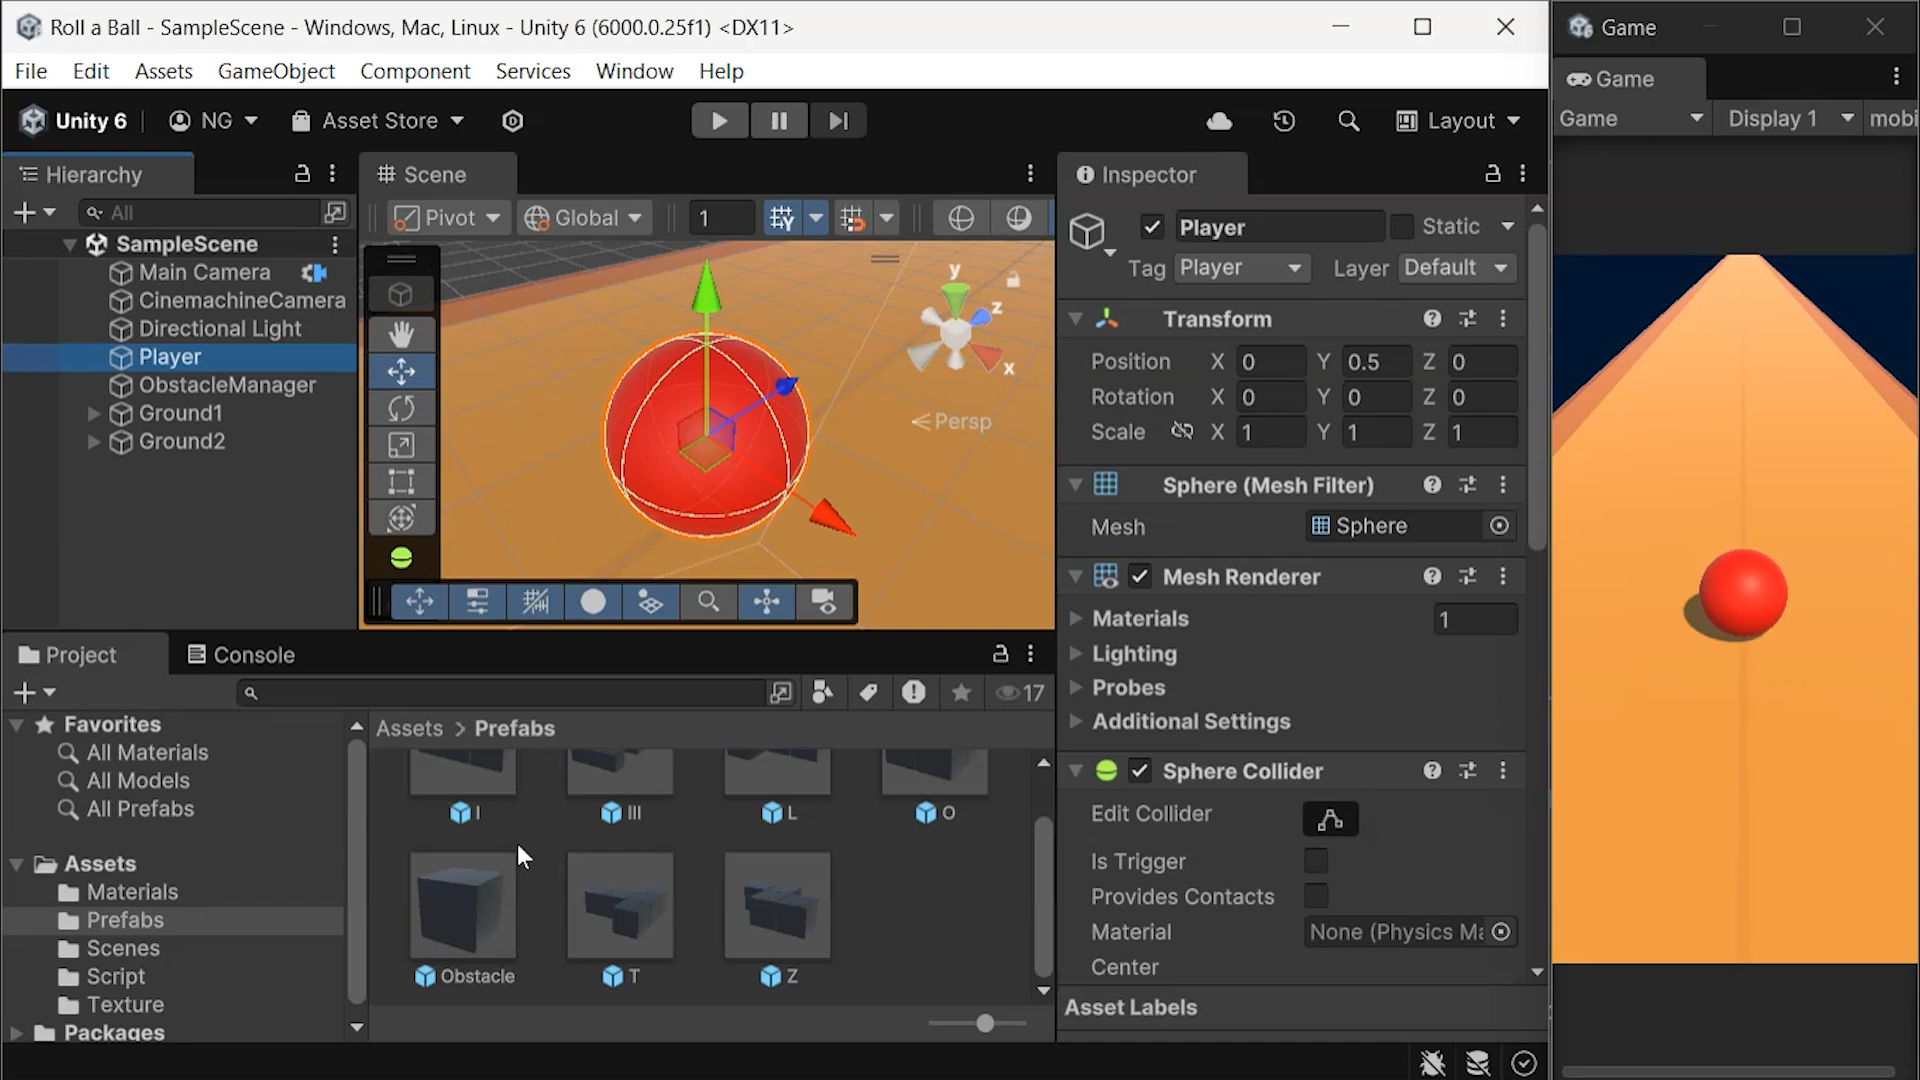 Roll a Ball - SampleScene - Windows, Mac, Linux - Unity 6 (6000.0.25f1) <DX11>
File Edit Assets GameObject Component Services Window Help
Unity 6 NG Asset Store Layout
Hierarchy
All
SampleScene
Main Camera
CinemachineCamera
Directional Light
Player
ObstacleManager
Ground1
Ground2
Scene
Pivot Global 1
y
z
x
Persp
Inspector
Player Static
Tag Player Layer Default
Transform
Position X 0 Y 0.5 Z 0
Rotation X 0 Y 0 Z 0
Scale X 1 Y 1 Z 1
Sphere (Mesh Filter)
Mesh Sphere
Mesh Renderer
Materials 1
Lighting
Probes
Additional Settings
Sphere Collider
Edit Collider
Is Trigger
Provides Contacts
Material None (Physics Ma
Center
Asset Labels
Project Console
17
Favorites
All Materials
All Models
All Prefabs
Assets
Materials
Prefabs
Scenes
Script
Texture
Packages
Assets > Prefabs
I III L O
Obstacle T Z
Game
Game
Game Display 1 mobi